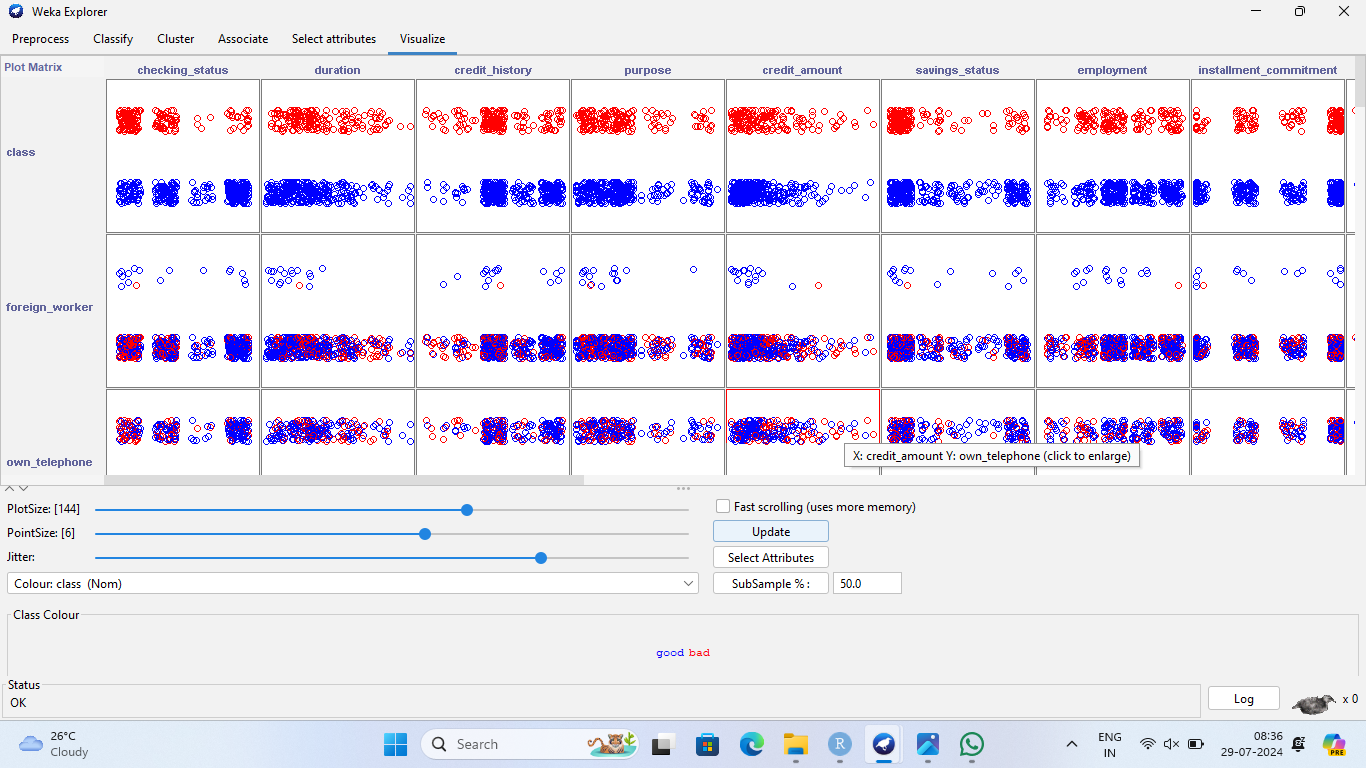 Weka Explorer
Preprocess Classify Cluster Associate Select attributes Visualize
Plot Matrix
checking_status duration credit_history purpose credit_amount savings_status employment installment_commitment
class
foreign_worker
own_telephone
X: credit_amount Y: own_telephone (click to enlarge)
PlotSize: [144]
Fast scrolling (uses more memory)
PointSize: [6]
Update
Jitter:
Select Attributes
Colour: class (Nom)
SubSample % :
50.0
Class Colour
good bad
Status
OK
Log
x 0
26°C
Cloudy
Search
R
ENG
IN
08:36
29-07-2024
PRE